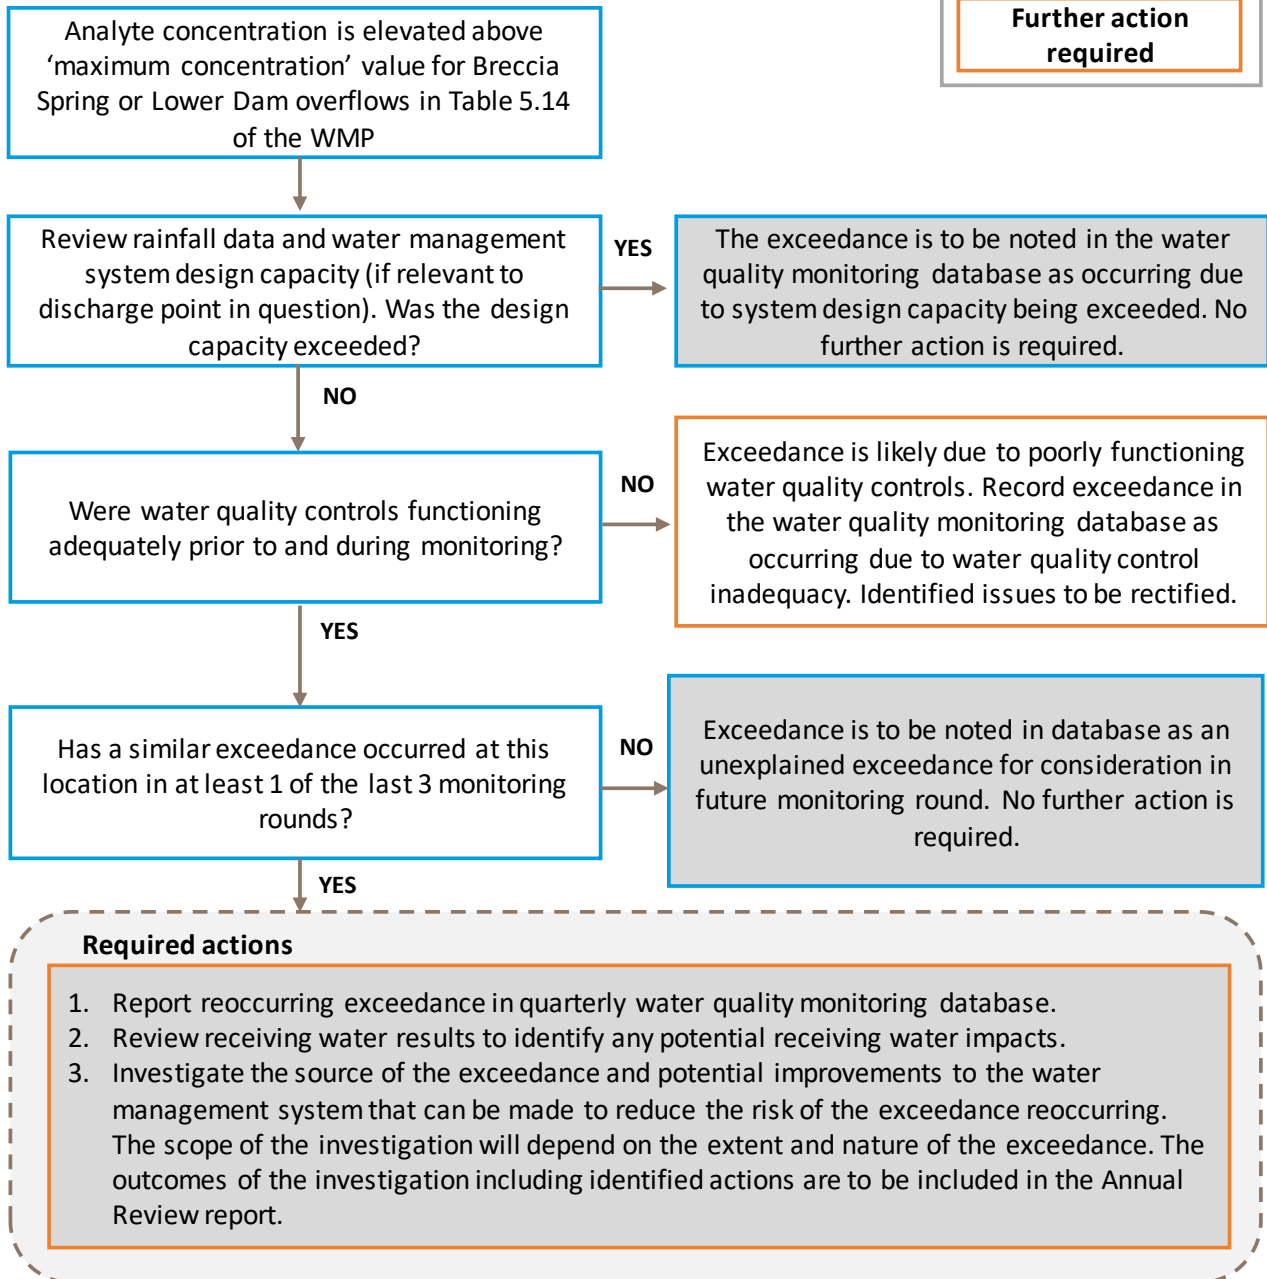 Further action
required
Analyte concentration is elevated above
‘maximum concentration’ value for Breccia
Spring or Lower Dam overflows in Table 5.14
of the WMP
Review rainfall data and water management
system design capacity (if relevant to
discharge point in question). Was the design
capacity exceeded?
YES
The exceedance is to be noted in the water
quality monitoring database as occurring due
to system design capacity being exceeded. No
further action is required.
NO
Were water quality controls functioning
adequately prior to and during monitoring?
NO
Exceedance is likely due to poorly functioning
water quality controls. Record exceedance in
the water quality monitoring database as
occurring due to water quality control
inadequacy. Identified issues to be rectified.
YES
Has a similar exceedance occurred at this
location in at least 1 of the last 3 monitoring
rounds?
NO
Exceedance is to be noted in database as an
unexplained exceedance for consideration in
future monitoring round. No further action is
required.
YES
Required actions
1. Report reoccurring exceedance in quarterly water quality monitoring database.
2. Review receiving water results to identify any potential receiving water impacts.
3. Investigate the source of the exceedance and potential improvements to the water
management system that can be made to reduce the risk of the exceedance reoccurring.
The scope of the investigation will depend on the extent and nature of the exceedance. The
outcomes of the investigation including identified actions are to be included in the Annual
Review report.